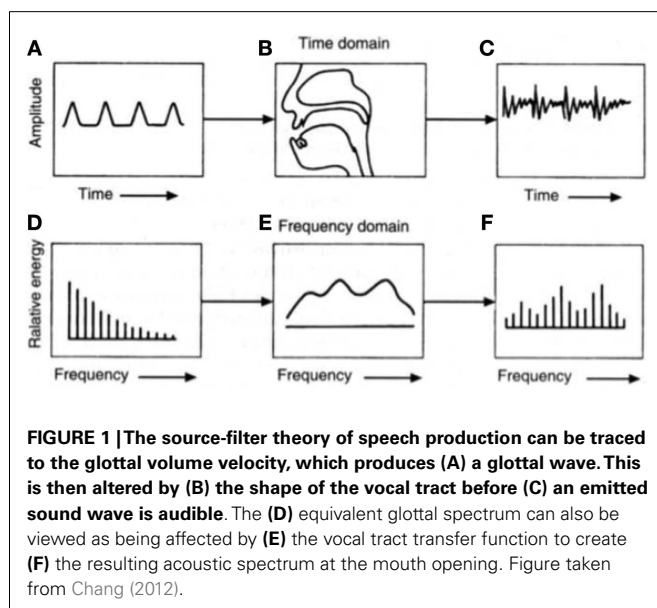 A B Time domain C
Amplitude
Time Time
D E Frequency domain F
Ralative energy
Frequency Frequency
FIGURE 1 | The source-filter theory of speech production can be traced
to the glottal volume velocity, which produces (A) a glottal wave. This
is then altered by (B) the shape of the vocal tract before (C) an emitted
sound wave is audible. The (D) equivalent glottal spectrum can also be
viewed as being affected by (E) the vocal tract transfer function to create
(F) the resulting acoustic spectrum at the mouth opening. Figure taken
from Chang (2012).